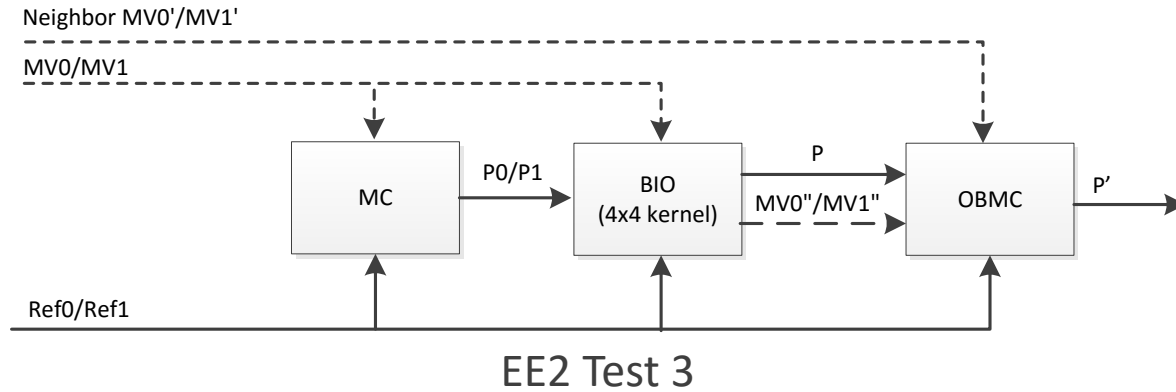 Neighbor MV0'/MV1'
MV0/MV1
MC
P0/P1
BIO
(4x4 kernel)
P
MV0"/MV1"
OBMC
P’
Ref0/Ref1
EE2 Test 3